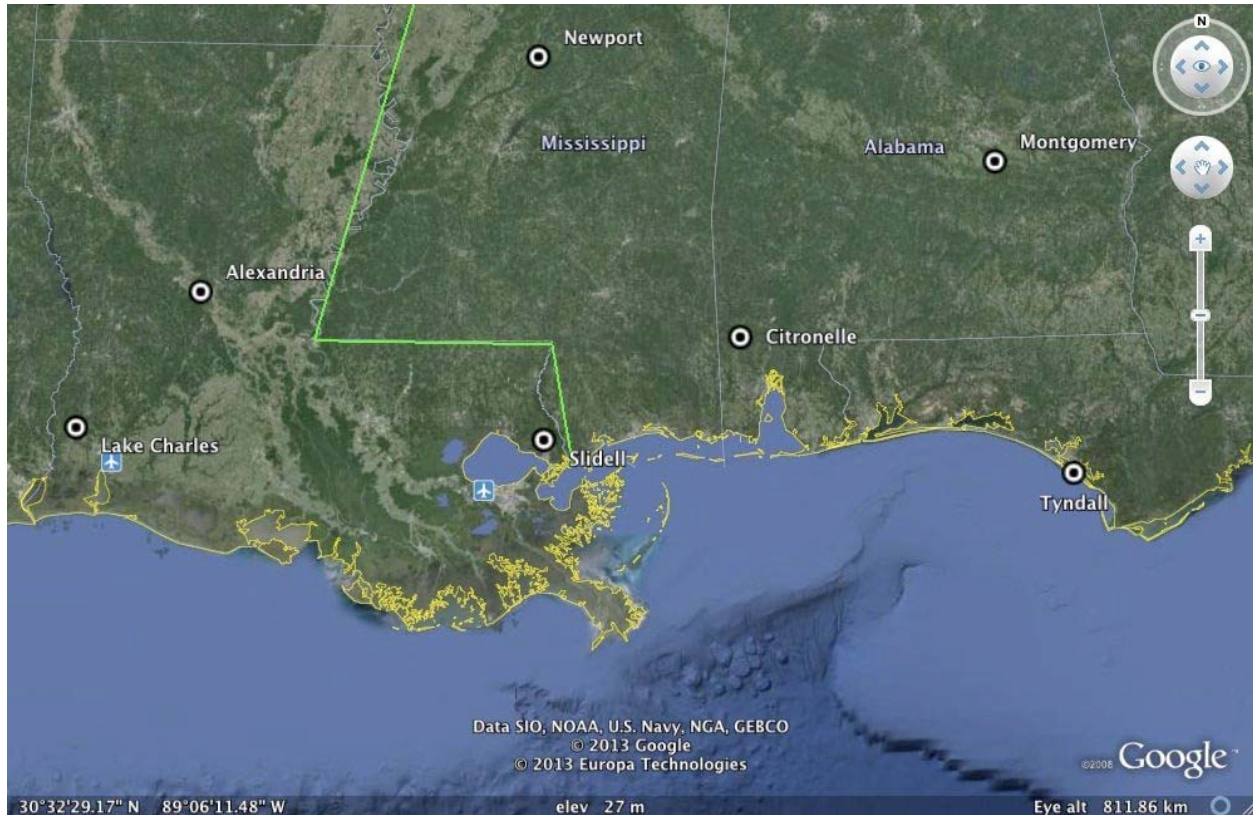 N
Newport
Mississippi
Alabama
Montgomery
Alexandria
Citronelle
Lake Charles
Slidell
Tyndall
Data SIO, NOAA, U.S. Navy, NGA, GEBCO
© 2013 Google
© 2013 Europa Technologies
©2008 Google™
30°32'29.17" N 89°06'11.48" W elev 27 m Eye alt 811.86 km